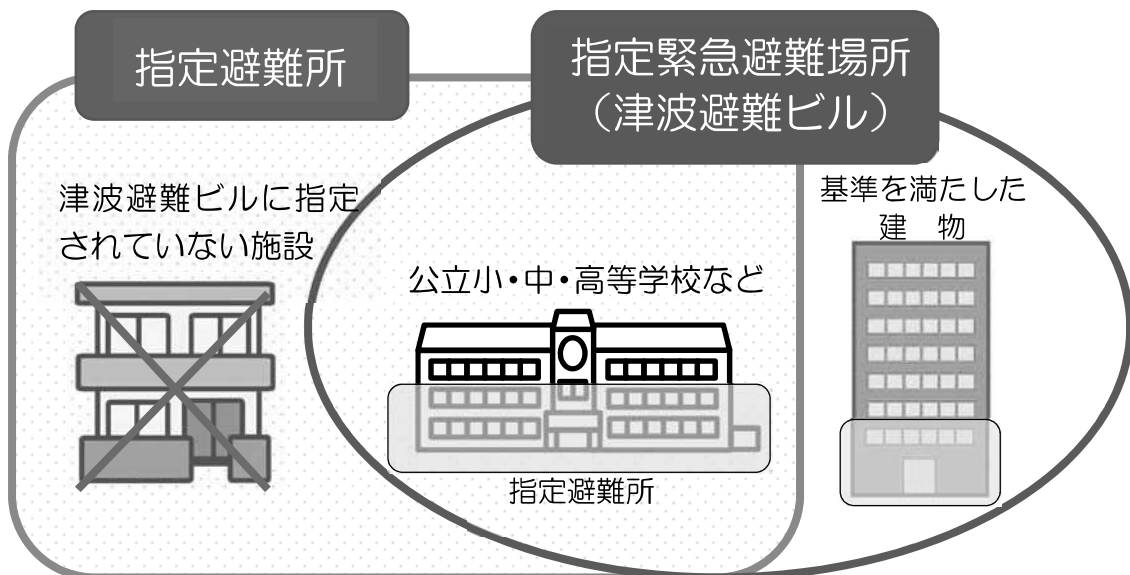 指定避難所
指定緊急避難場所
（津波避難ビル）
津波避難ビルに指定
されていない施設
公立小・中・高等学校など
指定避難所
基準を満たした
建　物